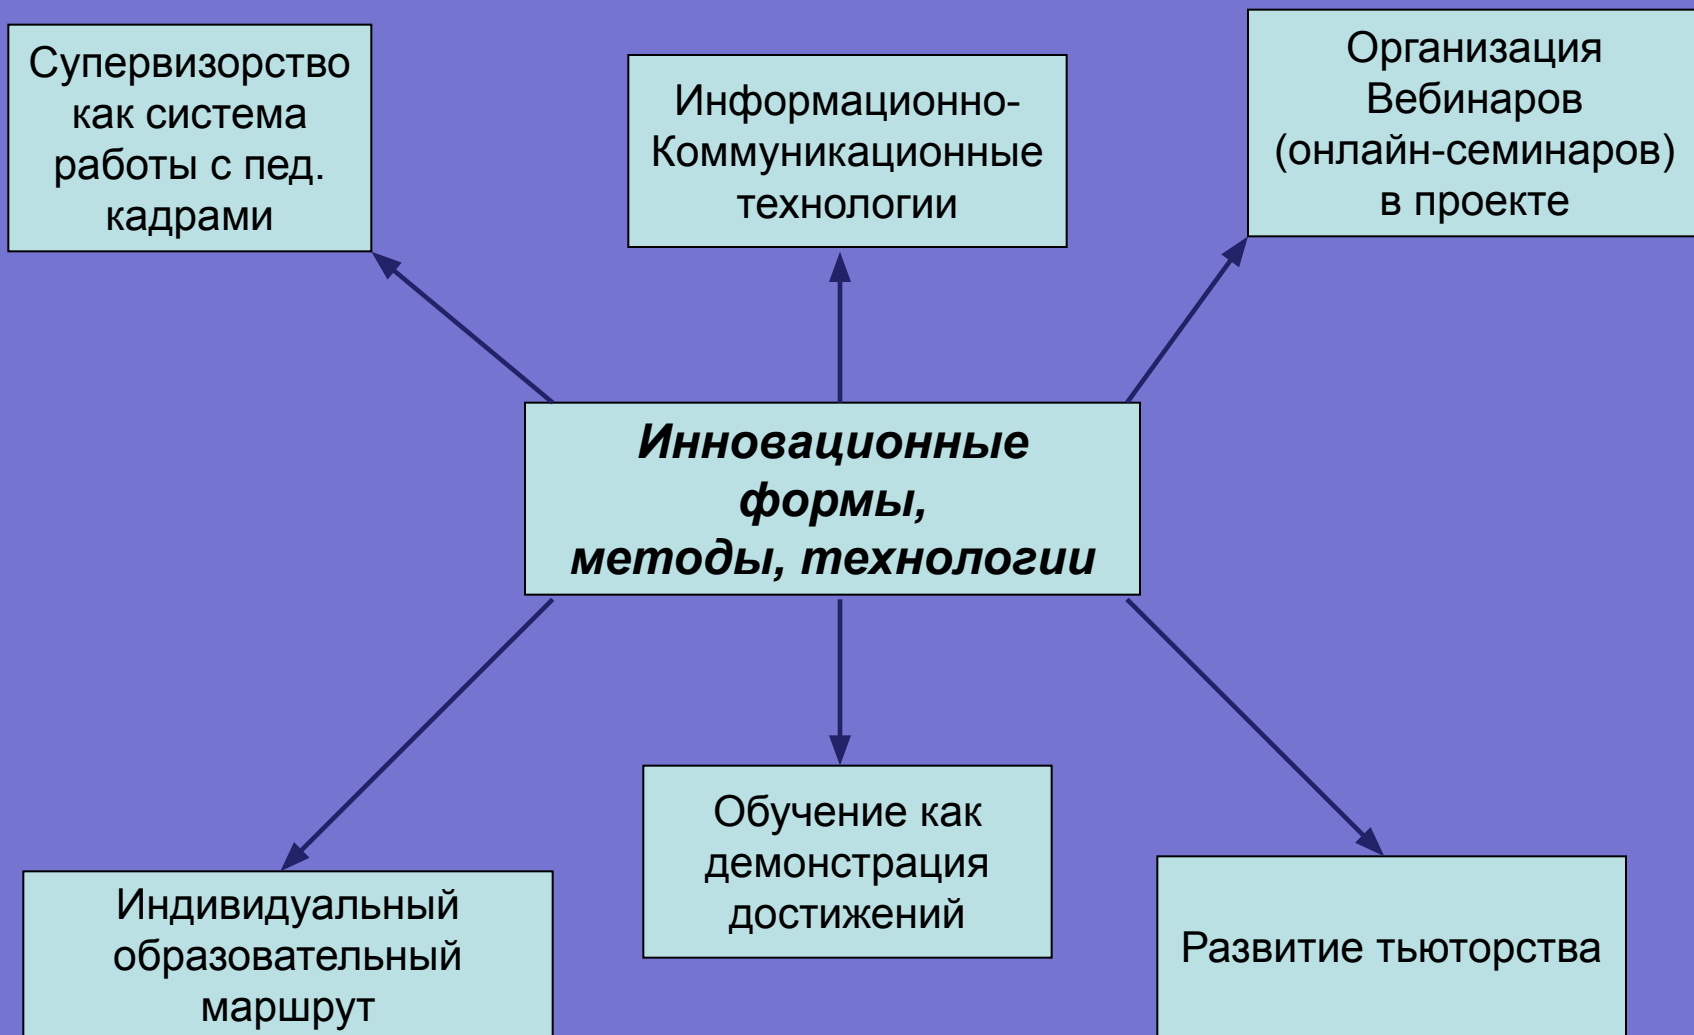 Супервизорство
как система
работы с пед.
кадрами
Информационно-
Коммуникационные
технологии
Организация
Вебинаров
(онлайн-семинаров)
в проекте
Инновационные
формы,
методы, технологии
Индивидуальный
образовательный
маршрут
Обучение как
демонстрация
достижений
Развитие тьюторства